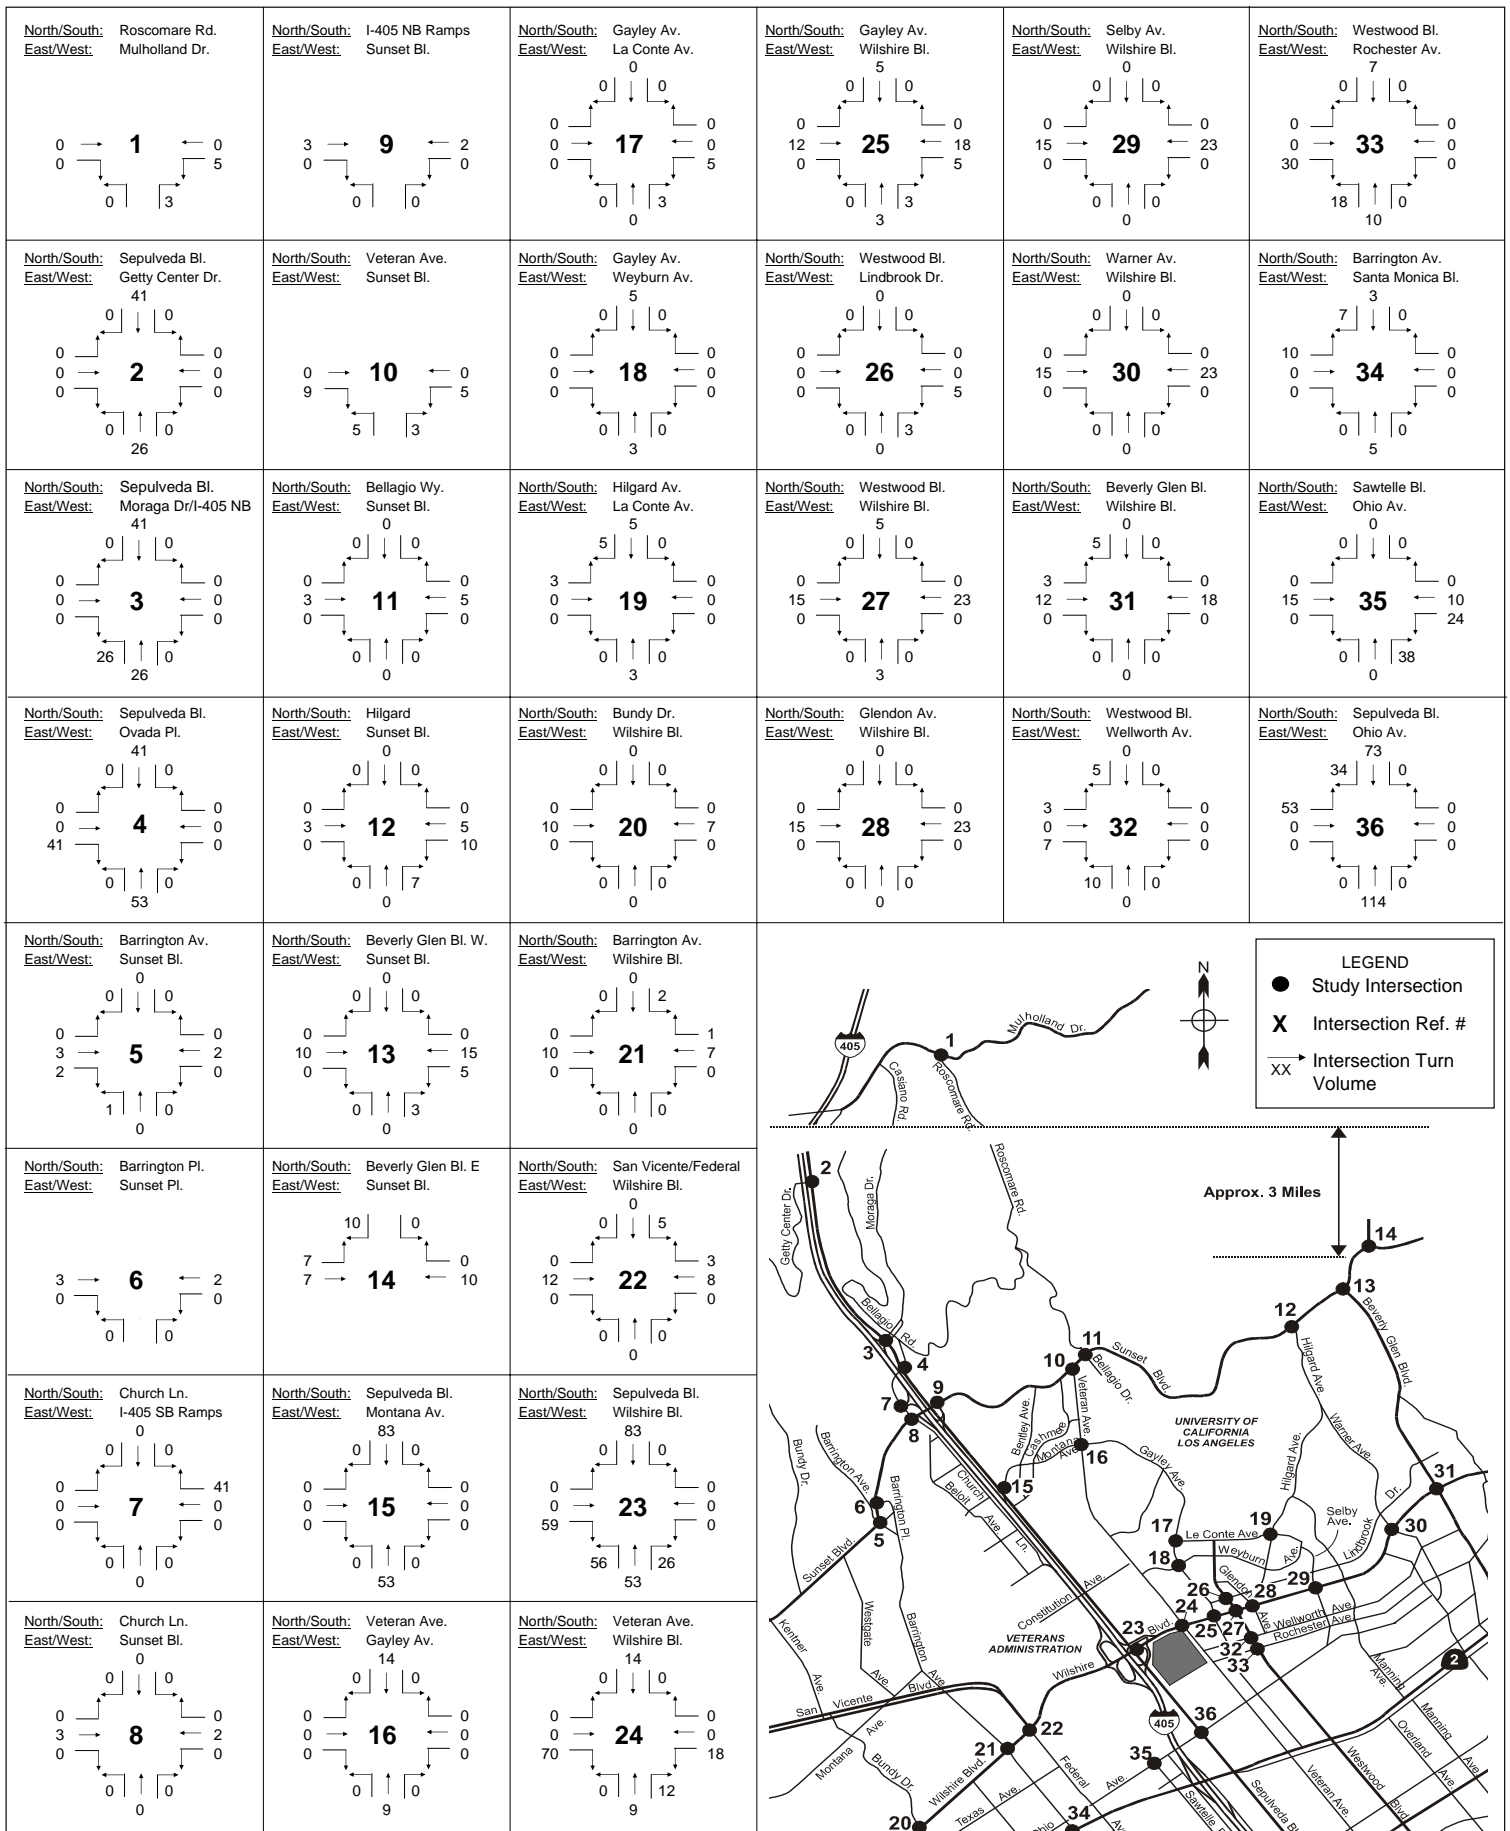 North/South: Roscomare Rd.
East/West: Mulholland Dr.
0 1 0
0 5
0 3
North/South: I-405 NB Ramps
East/West: Sunset Bl.
3 9 2
0 0
0 0
North/South: Gayley Av.
East/West: La Conte Av.
0
0 0
0 0
0 17 0
0 5
0 3
0
North/South: Gayley Av.
East/West: Wilshire Bl.
5
0 0
0 0
12 25 18
0 5
0 0
3
North/South: Selby Av.
East/West: Wilshire Bl.
0
0 0
0 0
15 29 23
0 0
0 0
0
North/South: Westwood Bl.
East/West: Rochester Av.
7
0 0
0 0
0 33 0
30 0
18 0
10
North/South: Sepulveda Bl.
East/West: Getty Center Dr.
41
0 0
0 0
0 2 0
0 0
0 0
26
North/South: Veteran Ave.
East/West: Sunset Bl.
0 10 0
9 5
5 3
North/South: Gayley Av.
East/West: Weyburn Av.
5
0 0
0 0
0 18 0
0 0
0 0
3
North/South: Westwood Bl.
East/West: Lindbrook Dr.
0
0 0
0 0
0 26 0
0 5
0 3
0
North/South: Warner Av.
East/West: Wilshire Bl.
0
0 0
0 0
15 30 23
0 0
0 0
0
North/South: Barrington Av.
East/West: Santa Monica Bl.
3
7 0
10 0
0 34 0
0 0
0 0
5
North/South: Sepulveda Bl.
East/West: Moraga Dr/I-405 NB
41
0 0
0 0
0 3 0
0 0
26 0
26
North/South: Bellagio Wy.
East/West: Sunset Bl.
0
0 0
0 0
3 11 5
0 0
0 0
0
North/South: Hilgard Av.
East/West: La Conte Av.
5
5 0
3 0
0 19 0
0 0
0 0
3
North/South: Westwood Bl.
East/West: Wilshire Bl.
5
0 0
0 0
15 27 23
0 0
0 0
3
North/South: Beverly Glen Bl.
East/West: Wilshire Bl.
0
5 0
3 0
12 31 18
0 0
0 0
0
North/South: Sawtelle Bl.
East/West: Ohio Av.
0
0 0
0 0
15 35 10
0 24
0 38
0
North/South: Sepulveda Bl.
East/West: Ovada Pl.
41
0 0
0 0
0 4 0
41 0
0 0
53
North/South: Hilgard
East/West: Sunset Bl.
0
0 0
0 0
3 12 5
0 10
0 7
0
North/South: Bundy Dr.
East/West: Wilshire Bl.
0
0 0
0 0
10 20 7
0 0
0 0
0
North/South: Glendon Av.
East/West: Wilshire Bl.
0
0 0
0 0
15 28 23
0 0
0 0
0
North/South: Westwood Bl.
East/West: Wellworth Av.
0
5 0
3 0
0 32 0
7 0
10 0
0
North/South: Sepulveda Bl.
East/West: Ohio Av.
73
34 0
53 0
0 36 0
0 0
0 0
114
North/South: Barrington Av.
East/West: Sunset Bl.
0
0 0
0 0
3 5 2
2 0
1 0
0
North/South: Beverly Glen Bl. W.
East/West: Sunset Bl.
0
0 0
0 0
10 13 15
0 5
0 3
0
North/South: Barrington Av.
East/West: Wilshire Bl.
0
0 2
0 1
10 21 7
0 0
0 0
0
North/South: Barrington Pl.
East/West: Sunset Pl.
3 6 2
0 0
0 0
North/South: Beverly Glen Bl. E
East/West: Sunset Bl.
10 0
7 0
7 14 10
North/South: San Vicente/Federal
East/West: Wilshire Bl.
0
0 5
0 3
12 22 8
0 0
0 0
0
North/South: Church Ln.
East/West: I-405 SB Ramps
0
0 0
0 41
0 7 0
0 0
0 0
0
North/South: Sepulveda Bl.
East/West: Montana Av.
83
0 0
0 0
0 15 0
0 0
0 0
53
North/South: Sepulveda Bl.
East/West: Wilshire Bl.
83
0 0
0 0
0 23 0
59 0
56 26
53
North/South: Church Ln.
East/West: Sunset Bl.
0
0 0
0 0
3 8 2
0 0
0 0
0
North/South: Veteran Ave.
East/West: Gayley Av.
14
0 0
0 0
0 16 0
0 0
0 0
9
North/South: Veteran Ave.
East/West: Wilshire Bl.
14
0 0
0 0
0 24 0
70 18
0 12
9
LEGEND
Study Intersection
X Intersection Ref. #
XX Intersection Turn
Volume
N
405
1
Mulholland Dr.
Casiano Rd.
Roscomare Rd.
Approx. 3 Miles
2
Getty Center Dr.
Moraga Dr.
Roscomare Rd.
14
13
12
Bellagio Rd.
3
4
11
10
Sunset Blvd.
Bellagio Dr.
Hilgard Ave.
Beverly Glen Blvd.
9
7
8
Veteran Ave.
Bentley Ave.
Cashmere
Montana Ave.
16
UNIVERSITY OF
CALIFORNIA
LOS ANGELES
Gayley Ave.
Hilgard Ave.
Warner Ave.
Bundy Dr.
Barrington Ave.
Barrington Pl.
Church Ln.
Beloit Ave.
15
31
6
5
17
Le Conte Ave
19
Selby
Ave.
Lindbrook Dr.
30
18
Weyburn Ave.
Sunset Blvd.
Constitution Ave.
26
Glendon Ave.
28
29
24
25
27
Wellworth Ave
Rochester Ave.
32
33
Kentner Ave.
Westgate Ave.
Barrington Ave.
VETERANS
ADMINISTRATION
23
Wilshire Blvd.
2
Manning Ave.
San Vicente Blvd.
Montana Ave.
22
21
405
36
35
Bundy Dr.
Wilshire Blvd.
Texas Ave.
Federal Av
Ave.
Sawtelle
Sepulveda Bl
Veteran Ave.
Westwood Blvd.
Overland Ave.
Manning Ave.
20
34